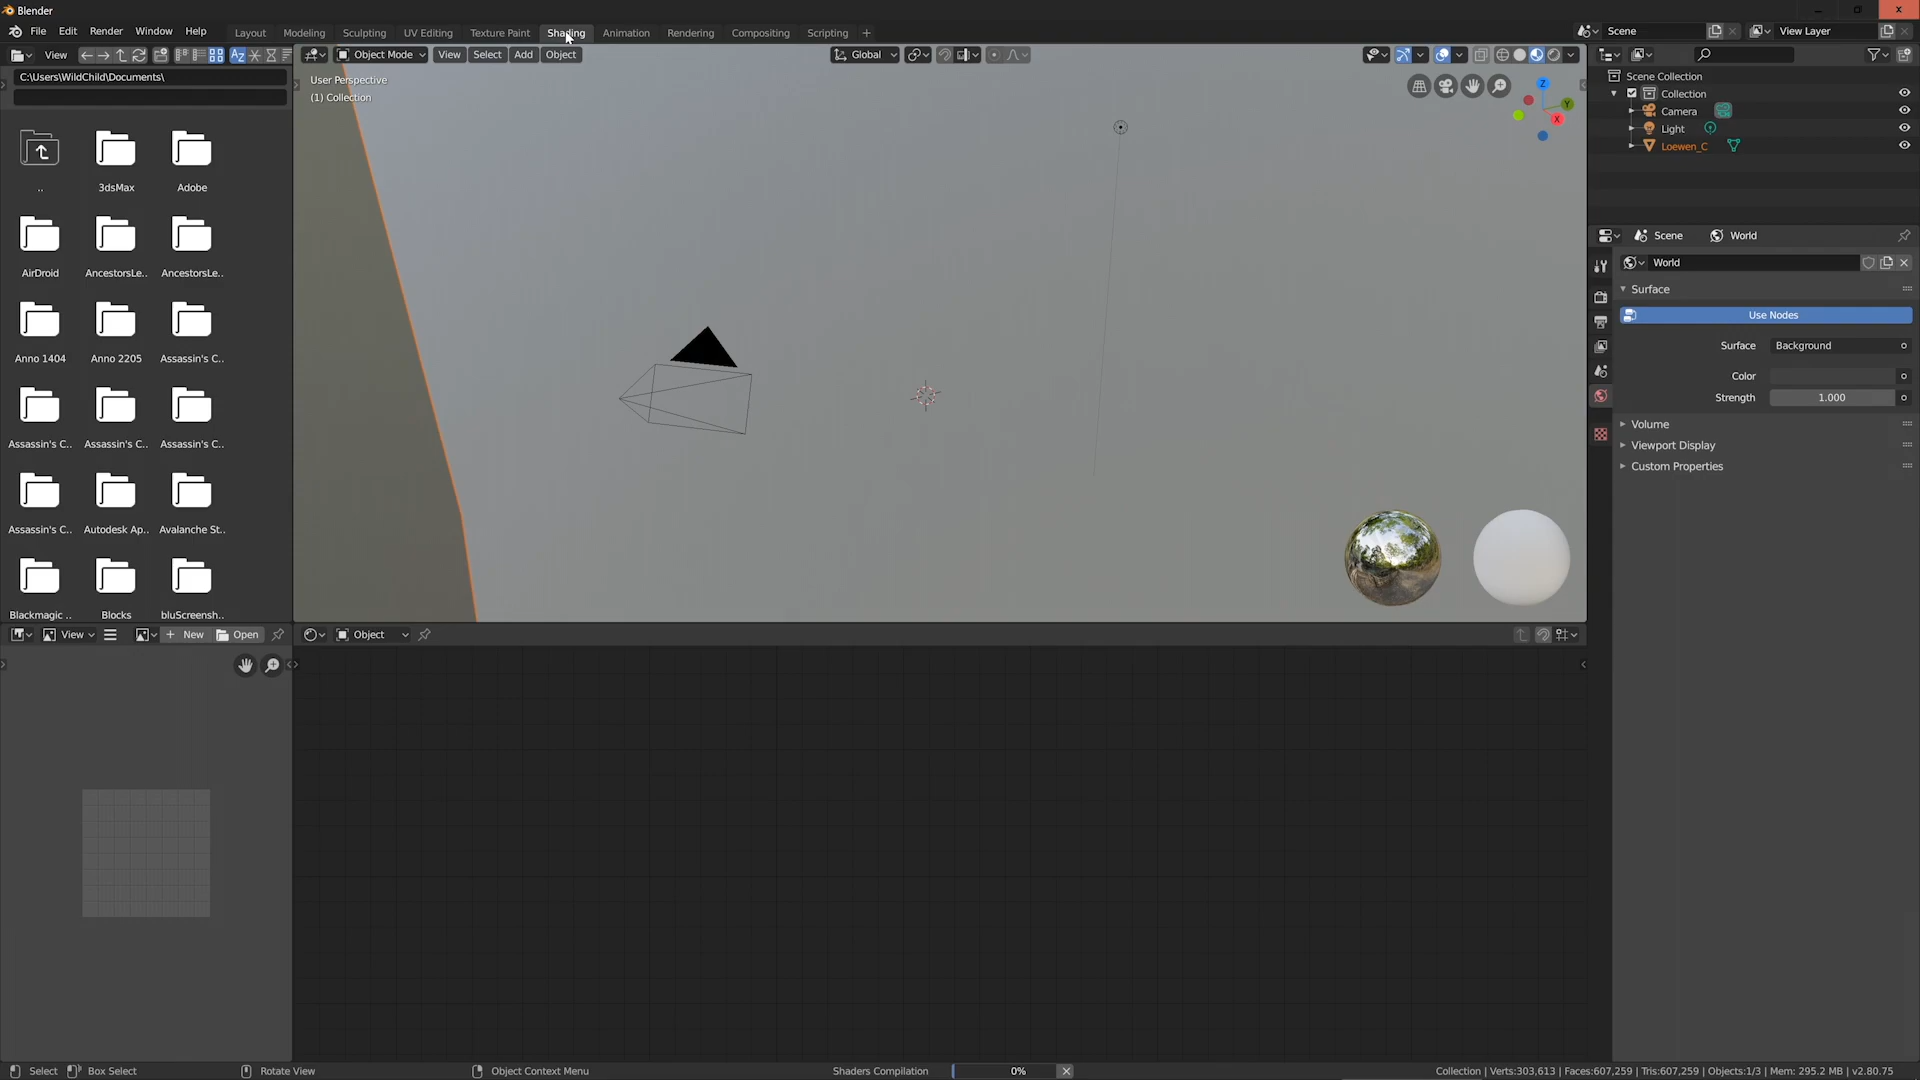 Blender
File Edit Render Window Help
Layout Modeling Sculpting UV Editing Texture Paint Shading Animation Rendering Compositing Scripting +
Scene View Layer
View
Object Mode View Select Add Object
Global
C:\Users\WildChild\Documents\
User Perspective
(1) Collection
.. 3dsMax Adobe
AirDroid AncestorsLe.. AncestorsLe..
Anno 1404 Anno 2205 Assassin's C..
Assassin's C.. Assassin's C.. Assassin's C..
Assassin's C.. Autodesk Ap.. Avalanche St..
Blackmagic .. Blocks bluScreensh..
Z
Y
X
Scene Collection
Collection
Camera
Light
Loewen_C
Scene World
World
Surface
Use Nodes
Surface Background
Color
Strength 1.000
Volume
Viewport Display
Custom Properties
View + New Open
Object
Select Box Select Rotate View Object Context Menu Shaders Compilation 0% Collection | Verts:303,613 | Faces:607,259 | Tris:607,259 | Objects:1/3 | Mem: 295.2 MB | v2.80.75